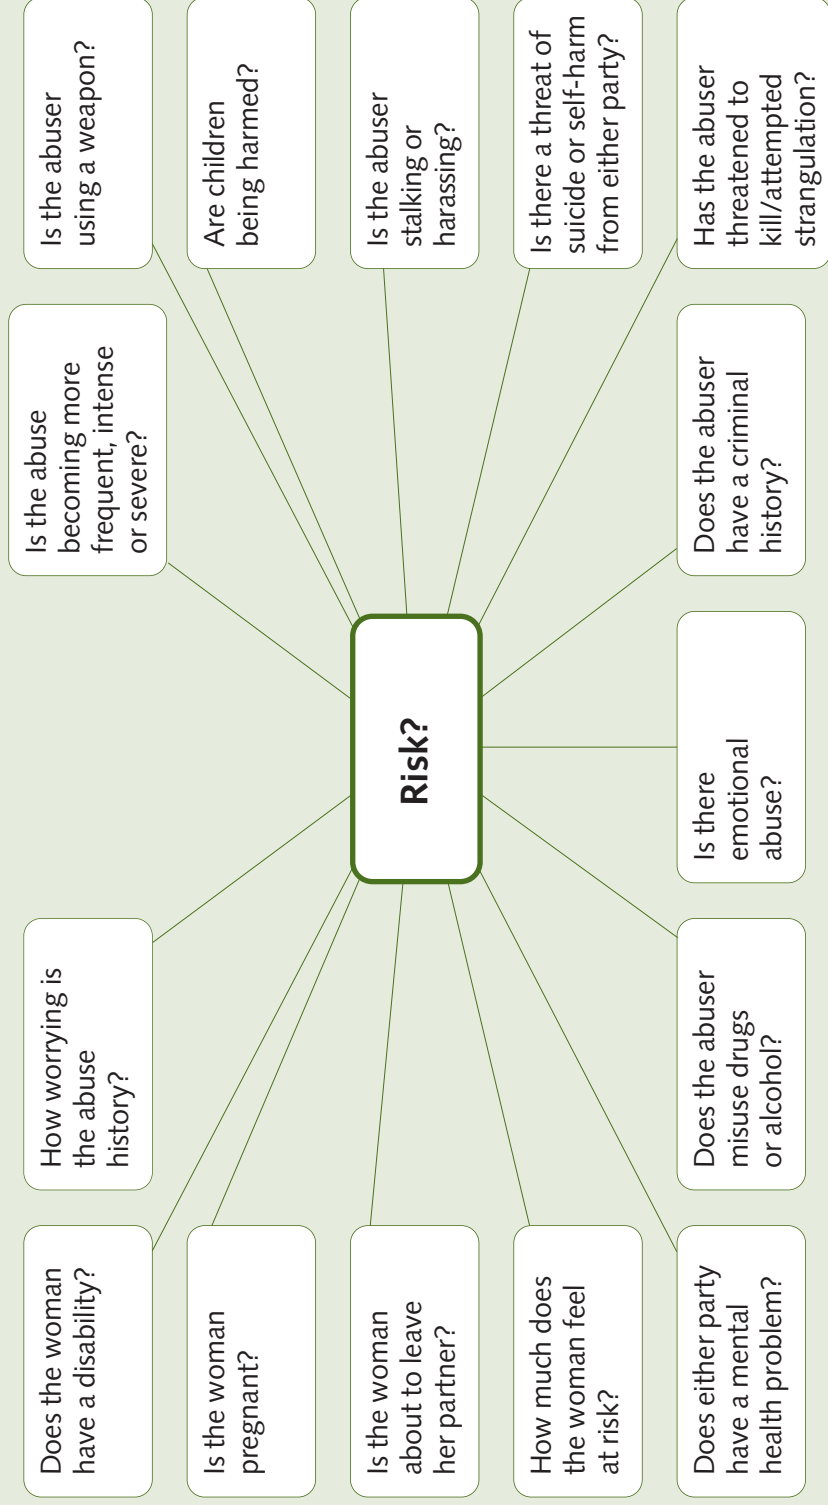 Does the woman
have a disability?
How worrying is
the abuse
history?
Is the abuse
becoming more
frequent, intense
or severe?
Is the abuser
using a weapon?
Is the woman
pregnant?
Are children
being harmed?
Is the woman
about to leave
her partner?
Risk?
Is the abuser
stalking or
harassing?
How much does
the woman feel
at risk?
Is there a threat of
suicide or self-harm
from either party?
Does either party
have a mental
health problem?
Does the abuser
misuse drugs
or alcohol?
Is there
emotional
abuse?
Does the abuser
have a criminal
history?
Has the abuser
threatened to
kill/attempted
strangulation?